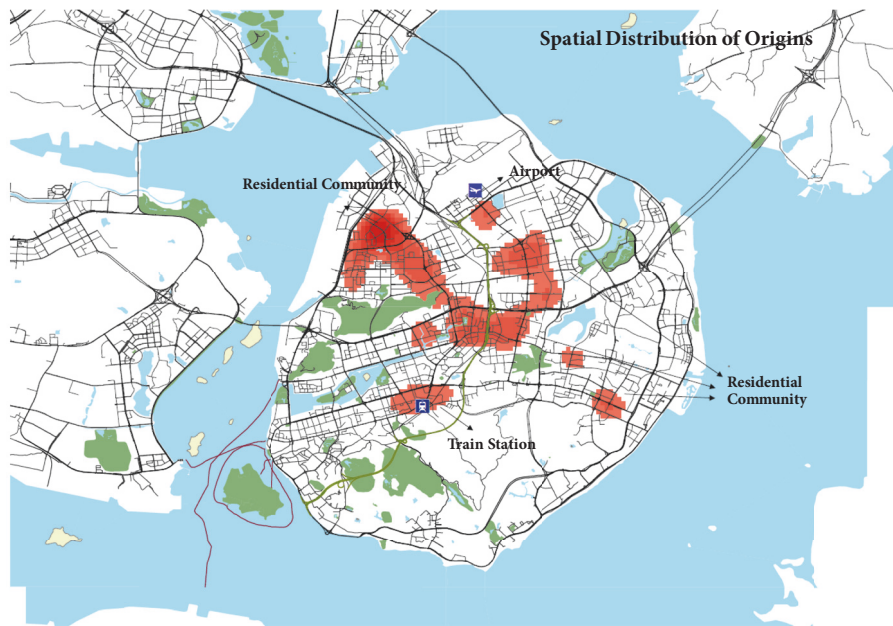 Spatial Distribution of Origins
Airport
Residential Community
Residential
Community
Train Station